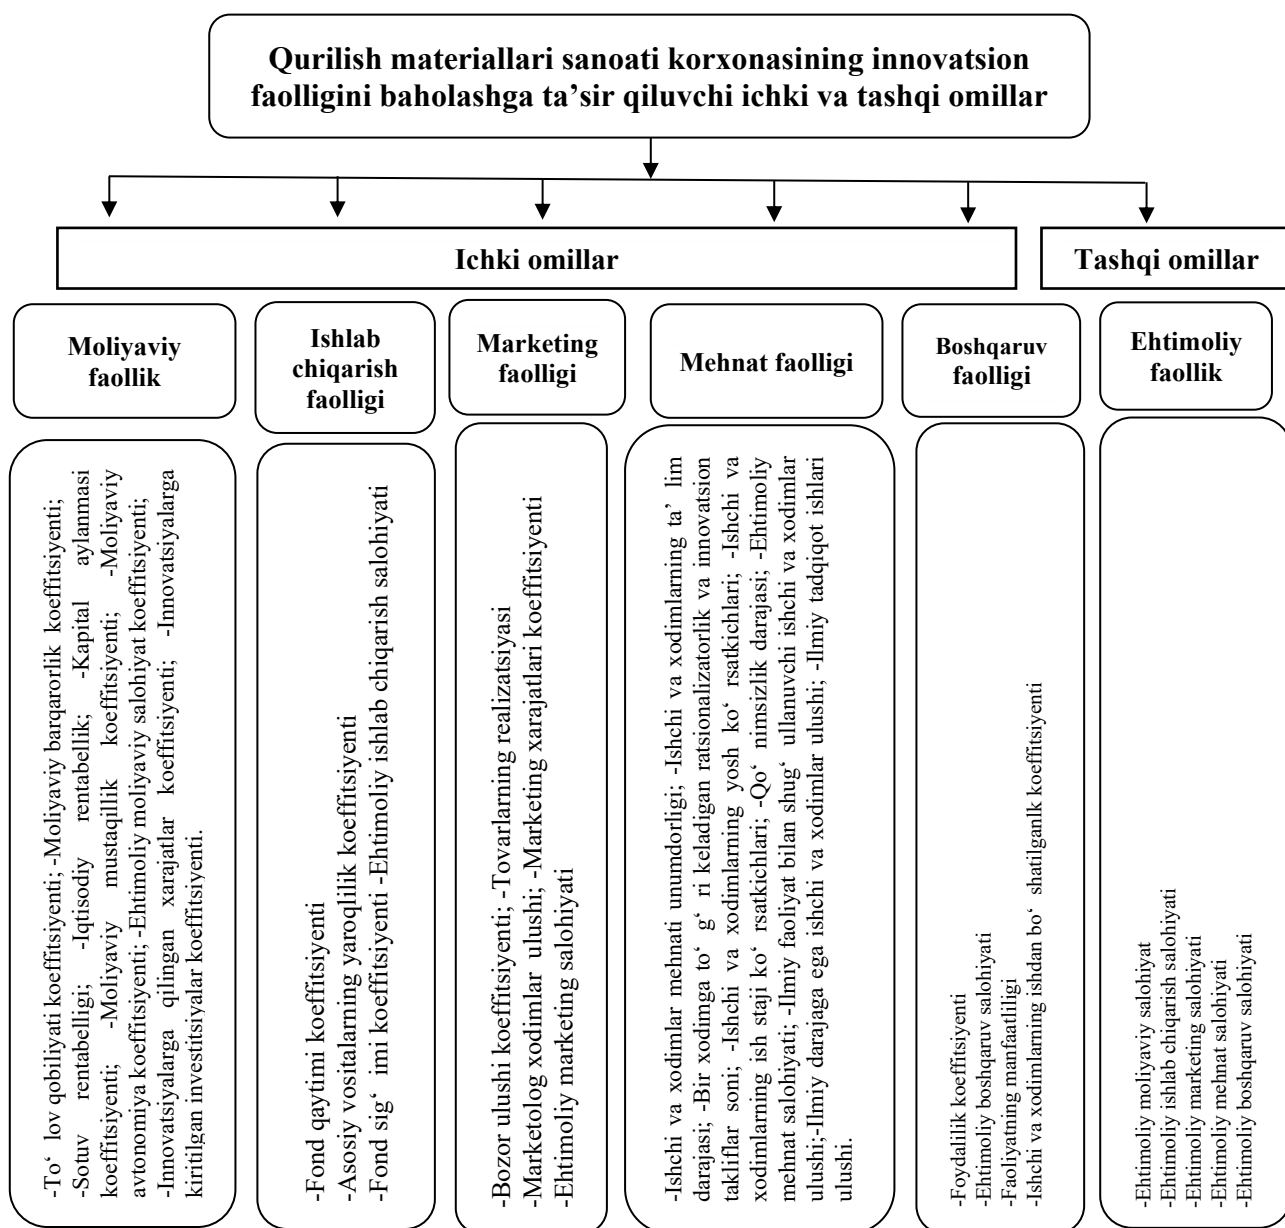 Qurilish materiallari sanoati korxonasining innovatsion
faolligini baholashga ta’sir qiluvchi ichki va tashqi omillar
Ichki omillar
Tashqi omillar
Moliyaviy
faollik
Ishlab
chiqarish
faolligi
Marketing
faolligi
Mehnat faolligi
Boshqaruv
faolligi
Ehtimoliy
faollik
-To‘ lov qobiliyati koeffitsiyenti; -Moliyaviy barqarorlik koeffitsiyenti;
-Sotuv rentabelligi; -Iqtisodiy rentabellik; -Kapital aylanmasi
koeffitsiyenti; -Moliyaviy mustaqillik koeffitsiyenti; -Moliyaviy
avtonomiya koeffitsiyenti; -Ehtimoliy moliyaviy salohiyat koeffitsiyenti;
-Innovatsiyalarga qilingan xarajatlar koeffitsiyenti; -Innovatsiyalarga
kiritilgan investitsiyalar koeffitsiyenti.
-Fond qaytimi koeffitsiyenti
-Asosiy vositalarning yaroqlilik koeffitsiyenti
-Fond sig‘ imi koeffitsiyenti -Ehtimoliy ishlab chiqarish salohiyati
-Bozor ulushi koeffitsiyenti; -Tovarlarning realizatsiyasi
-Marketolog xodimlar ulushi; -Marketing xarajatlari koeffitsiyenti
-Ehtimoliy marketing salohiyati
-Ishchi va xodimlar mehnati unumdorligi; -Ishchi va xodimlarning ta’ lim
darajasi; -Bir xodimga to‘ g‘ ri keladigan ratsionalizatorlik va innovatsion
takliflar soni; -Ishchi va xodimlarning yosh ko‘ rsatkichlari; -Ishchi va
xodimlarning ish staji ko‘ rsatkichlari; -Qo‘ nimsizlik darajasi; -Ehtimoliy
mehnat salohiyati; -Ilmiy faoliyat bilan shug‘ ullanuvchi ishchi va xodimlar
ulushi;-Ilmiy darajaga ega ishchi va xodimlar ulushi; -Ilmiy tadqiqot ishlari
ulushi.
-Foydalilik koeffitsiyenti
-Ehtimoliy boshqaruv salohiyati
-Faoliyatning manfaatliligi
-Ishchi va xodimlarning ishdan bo‘ shatilganlk koeffitsiyenti
-Ehtimoliy moliyaviy salohiyat
-Ehtimoliy ishlab chiqarish salohiyati
-Ehtimoliy marketing salohiyati
-Ehtimoliy mehnat salohiyati
-Ehtimoliy boshqaruv salohiyati